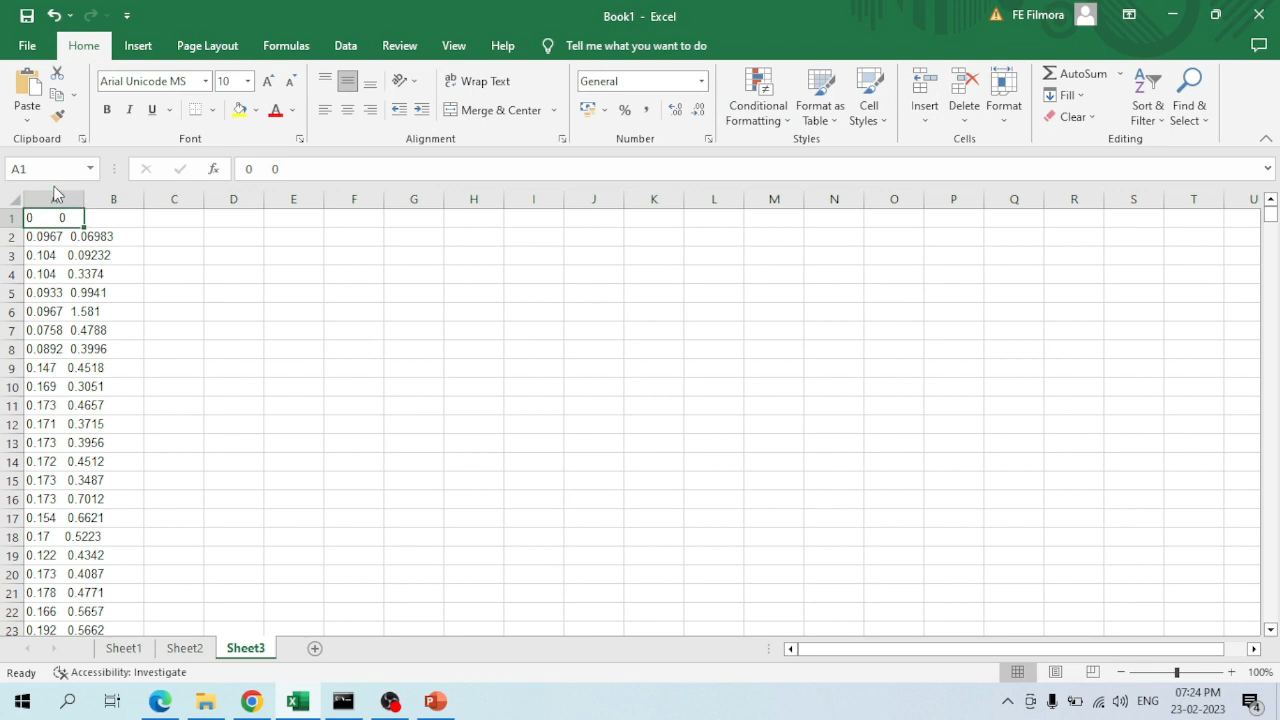 Book1 - Excel
FE Filmora
File Home Insert Page Layout Formulas Data Review View Help Tell me what you want to do
Paste
Clipboard
Arial Unicode MS 10
B I U A
Font
Wrap Text
Merge & Center
Alignment
General
% ,
Number
Conditional Formatting
Format as Table
Cell Styles
Styles
Insert Delete Format
Cells
AutoSum
Fill
Clear
Sort & Filter
Find & Select
Editing
A1 fx 0 0
A B C D E F G H I J K L M N O P Q R S T U
1 0 0
2 0.0967 0.06983
3 0.104 0.09232
4 0.104 0.3374
5 0.0933 0.9941
6 0.0967 1.581
7 0.0758 0.4788
8 0.0892 0.3996
9 0.147 0.4518
10 0.169 0.3051
11 0.173 0.4657
12 0.171 0.3715
13 0.173 0.3956
14 0.172 0.4512
15 0.173 0.3487
16 0.173 0.7012
17 0.154 0.6621
18 0.17 0.5223
19 0.122 0.4342
20 0.173 0.4087
21 0.178 0.4771
22 0.166 0.5657
23 0.192 0.5662
Sheet1 Sheet2 Sheet3
Ready Accessibility: Investigate 100%
ENG 07:24 PM
23-02-2023 4